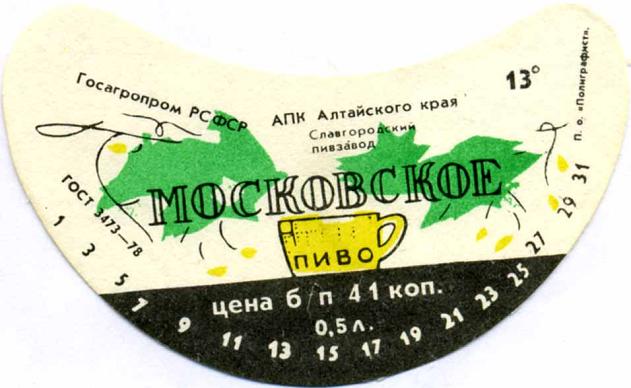 Госагропром РСФСР
АПК Алтайского края
Славгородский
пивзавод
13°
П. о. «Полиграфист».
ГОСТ 3473—78
МОСКОВСКОЕ
ПИВО
цена б/п 41 коп.
0,5 л.
1 3 5 7 9 11 13 15 17 19 21 23 25 27 29 31